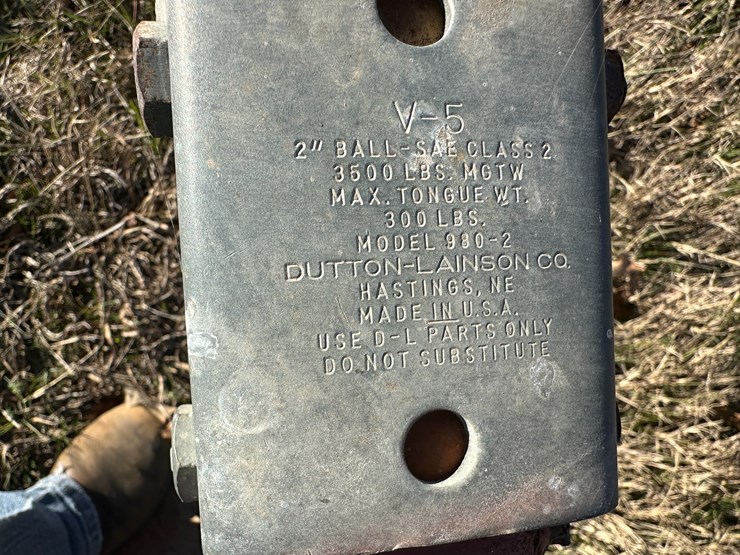 V-5
2" BALL-SAE CLASS 2
3500 LBS. MGTW
MAX. TONGUE WT.
300 LBS.
MODEL 980-2
DUTTON-LAINSON CO.
HASTINGS, NE
MADE IN U.S.A.
USE D-L PARTS ONLY
DO NOT SUBSTITUTE